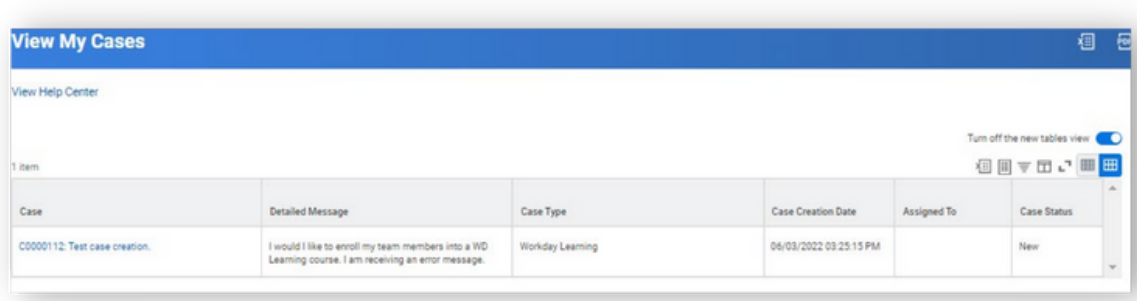 View My Cases
View Help Center
Turn off the new tables view
1 item
Case Detailed Message Case Type Case Creation Date Assigned To Case Status
C0000112: Test case creation. I would I like to enroll my team members into a WD Workday Learning 06/03/2022 03:25:15 PM New
Learning course. I am receiving an error message.